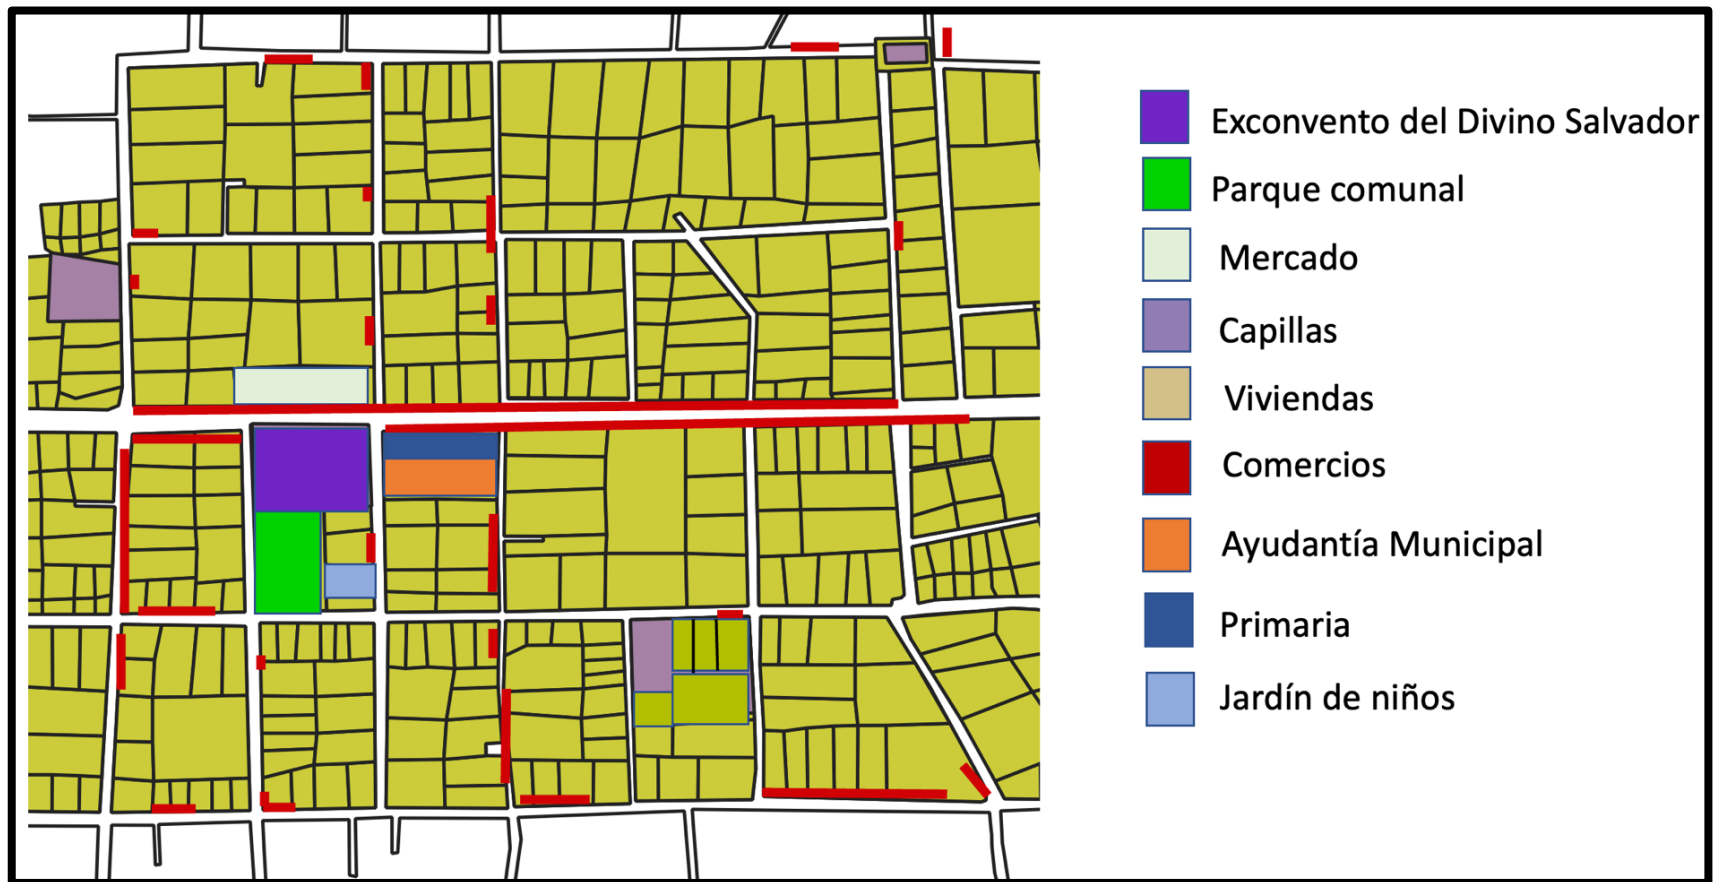 Exconvento del Divino Salvador
Parque comunal
Mercado
Capillas
Viviendas
Comercios
Ayudantía Municipal
Primaria
Jardín de niños